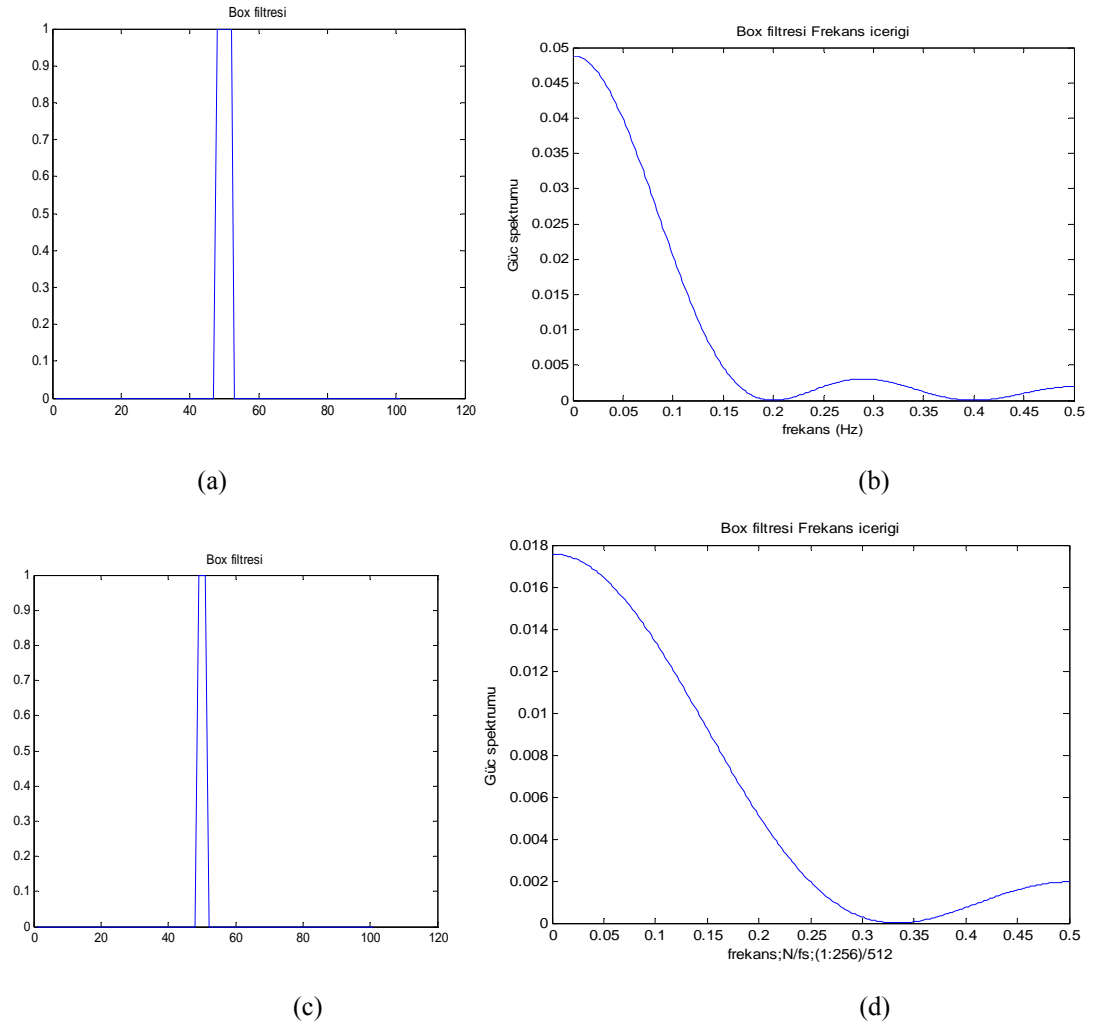 Box filtresi
1
0.9
0.8
0.7
0.6
0.5
0.4
0.3
0.2
0.1
0
0 20 40 60 80 100 120
(a)
Box filtresi Frekans icerigi
0.05
0.045
0.04
0.035
0.03
0.025
0.02
0.015
0.01
0.005
0
Güc spektrumu
0 0.05 0.1 0.15 0.2 0.25 0.3 0.35 0.4 0.45 0.5
frekans (Hz)
(b)
Box filtresi
1
0.9
0.8
0.7
0.6
0.5
0.4
0.3
0.2
0.1
0
0 20 40 60 80 100 120
(c)
Box filtresi Frekans icerigi
0.018
0.016
0.014
0.012
0.01
0.008
0.006
0.004
0.002
0
Güc spektrumu
0 0.05 0.1 0.15 0.2 0.25 0.3 0.35 0.4 0.45 0.5
frekans;N/fs;(1:256)/512
(d)